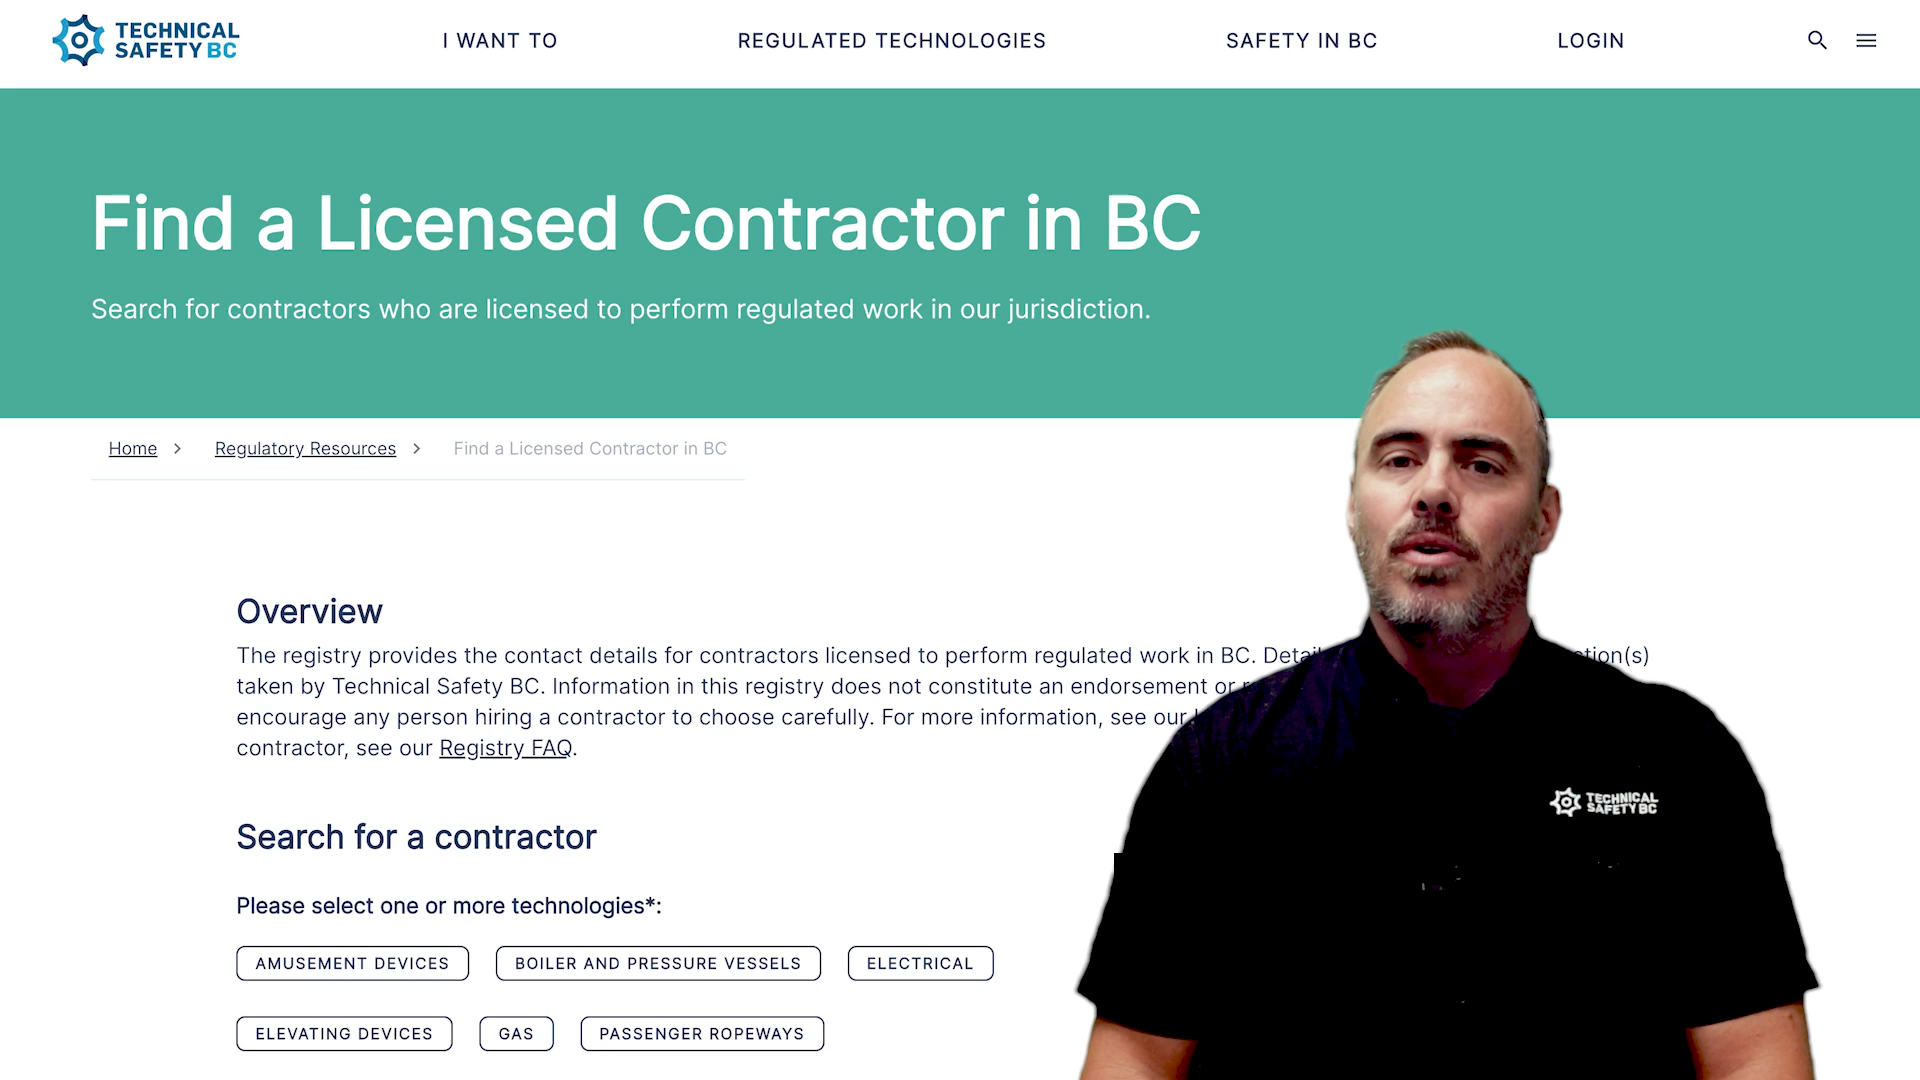 TECHNICAL
SAFETY BC
I WANT TO
REGULATED TECHNOLOGIES
SAFETY IN BC
LOGIN
Find a Licensed Contractor in BC
Search for contractors who are licensed to perform regulated work in our jurisdiction.
Home
Regulatory Resources
Find a Licensed Contractor in BC
Overview
The registry provides the contact details for contractors licensed to perform regulated work in BC.
taken by Technical Safety BC. Information in this registry does not constitute an endorsement or
encourage any person hiring a contractor to choose carefully. For more information, see our
contractor, see our Registry FAQ.
TECHNICAL
SAFETY BC
Search for a contractor
Please select one or more technologies*:
AMUSEMENT DEVICES
BOILER AND PRESSURE VESSELS
ELECTRICAL
ELEVATING DEVICES
GAS
PASSENGER ROPEWAYS